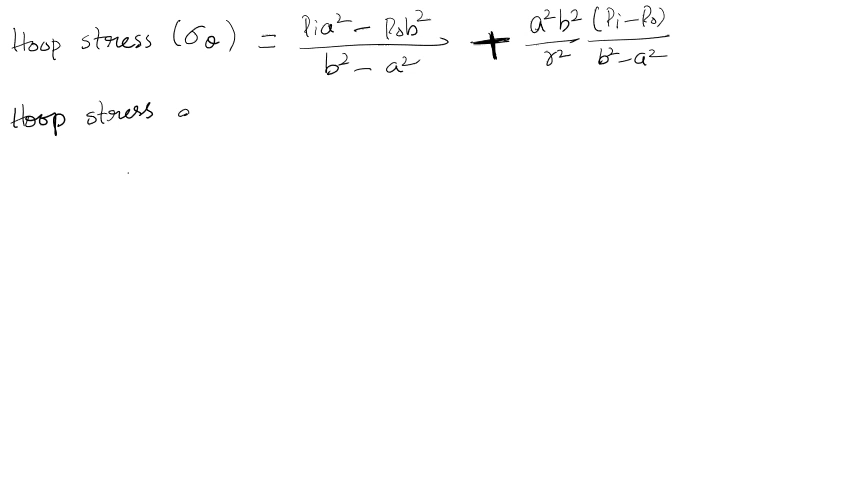 Hoop stress (σθ) = (Pia² - Pob²)/(b² - a²) + (a²b²/r²) (Pi-Po)/(b²-a²)
Hoop stress